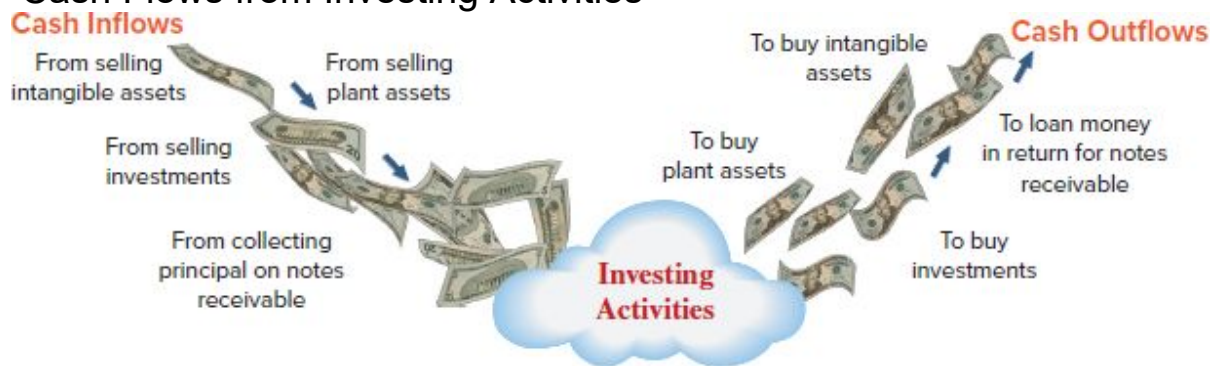 Cash Flows from Investing Activities
Cash Inflows
From selling
intangible assets
From selling
plant assets
From selling
investments
From collecting
principal on notes
receivable
Investing
Activities
To buy intangible
assets
Cash Outflows
To buy
plant assets
To loan money
in return for notes
receivable
To buy
investments